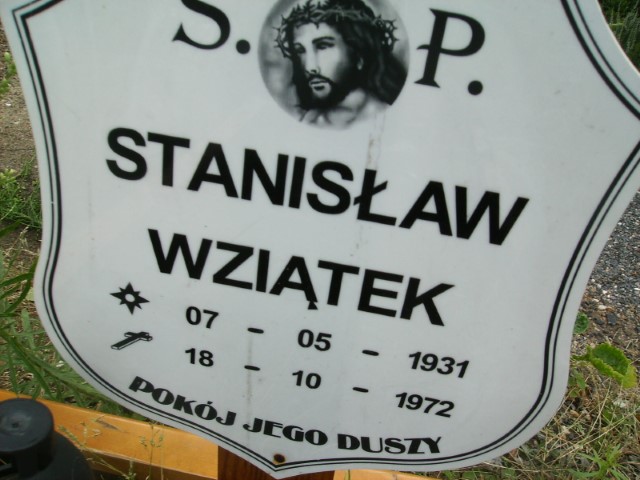 S. P.
STANISŁAW
WZIĄTEK
07 - 05 - 1931
18 - 10 - 1972
POKÓJ JEGO DUSZY